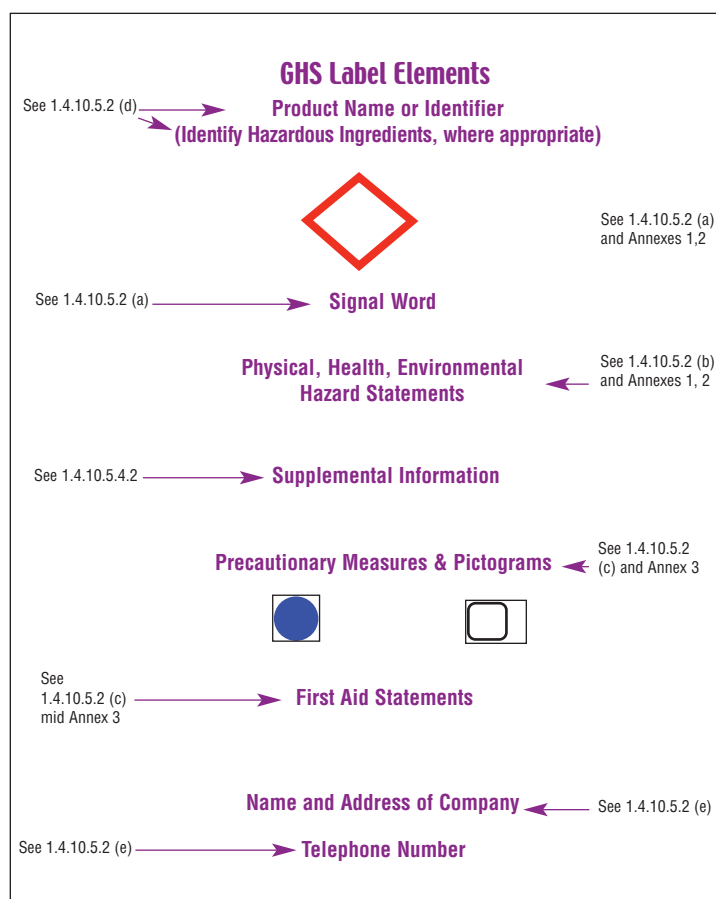 GHS Label Elements
See 1.4.10.5.2 (d)
Product Name or Identifier
(Identify Hazardous Ingredients, where appropriate)
See 1.4.10.5.2 (a)
and Annexes 1,2
See 1.4.10.5.2 (a)
Signal Word
Physical, Health, Environmental
Hazard Statements
See 1.4.10.5.2 (b)
and Annexes 1, 2
See 1.4.10.5.4.2
Supplemental Information
Precautionary Measures & Pictograms
See 1.4.10.5.2
(c) and Annex 3
See
1.4.10.5.2 (c)
mid Annex 3
First Aid Statements
Name and Address of Company
See 1.4.10.5.2 (e)
See 1.4.10.5.2 (e)
Telephone Number